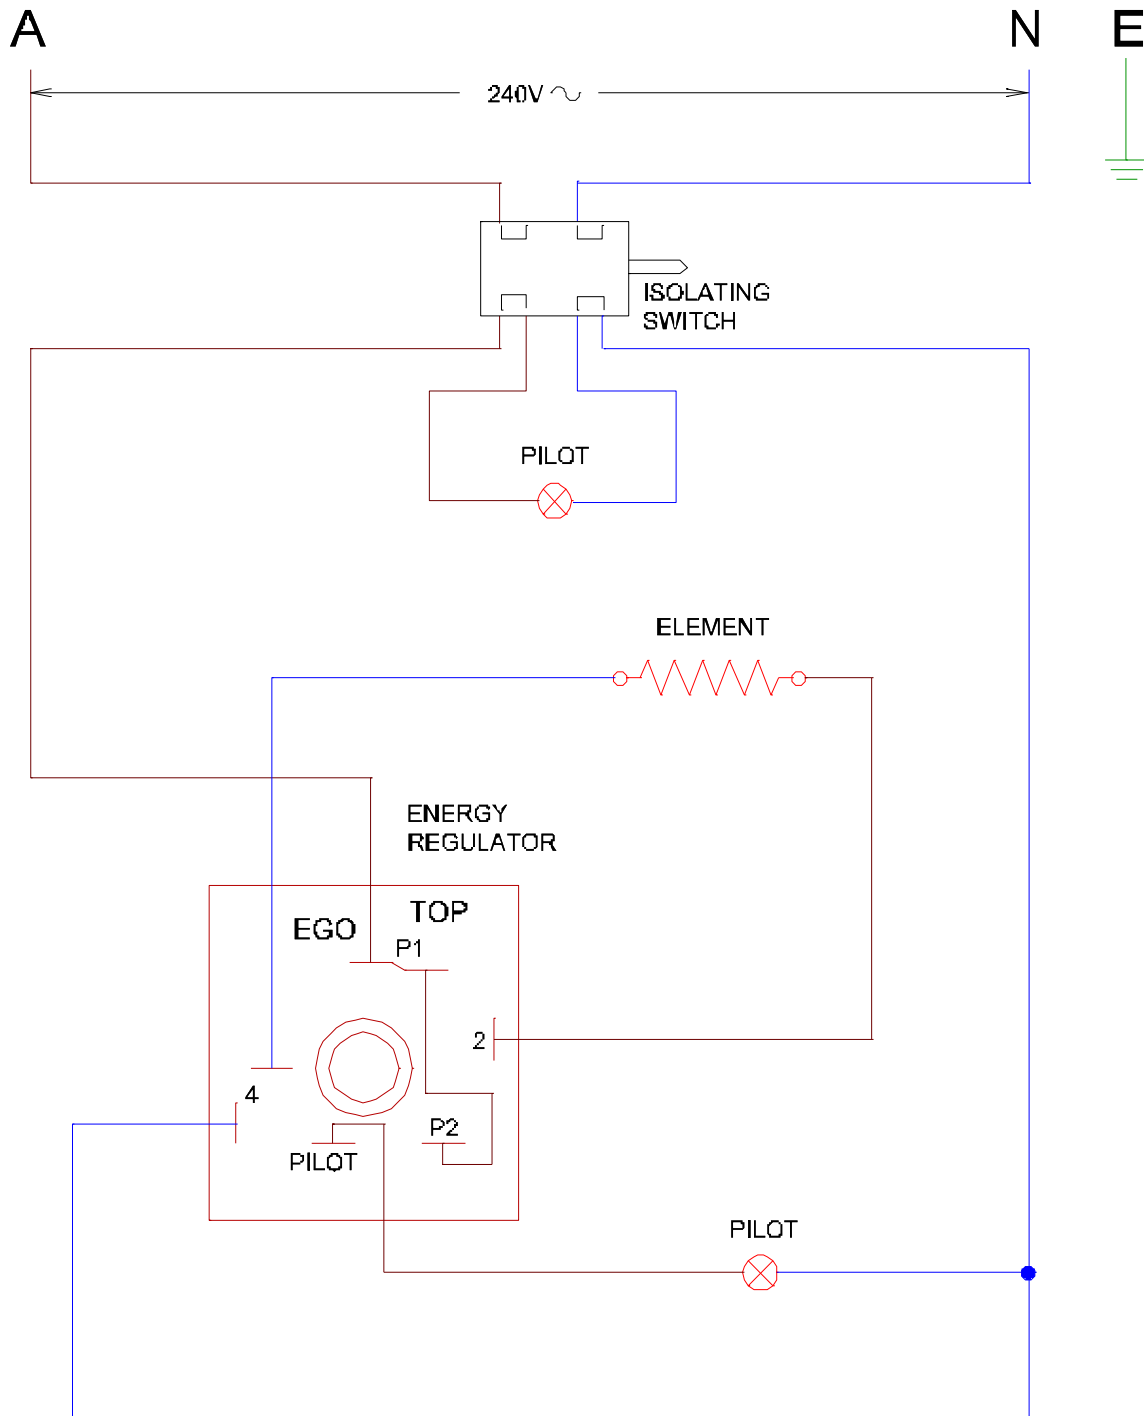 A
N
E
240V
ISOLATING
SWITCH
PILOT
ELEMENT
ENERGY
REGULATOR
EGO
TOP
P1
2
4
P2
PILOT
PILOT